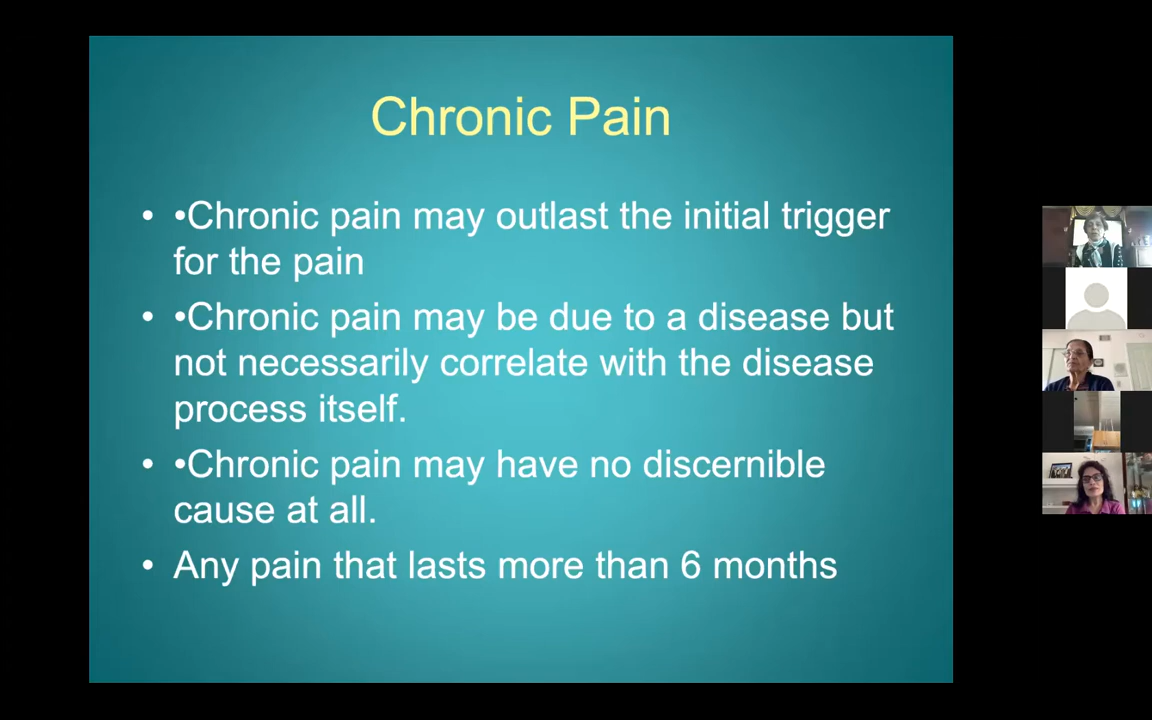 Chronic Pain
• •Chronic pain may outlast the initial trigger
for the pain
• •Chronic pain may be due to a disease but
not necessarily correlate with the disease
process itself.
• •Chronic pain may have no discernible
cause at all.
• Any pain that lasts more than 6 months